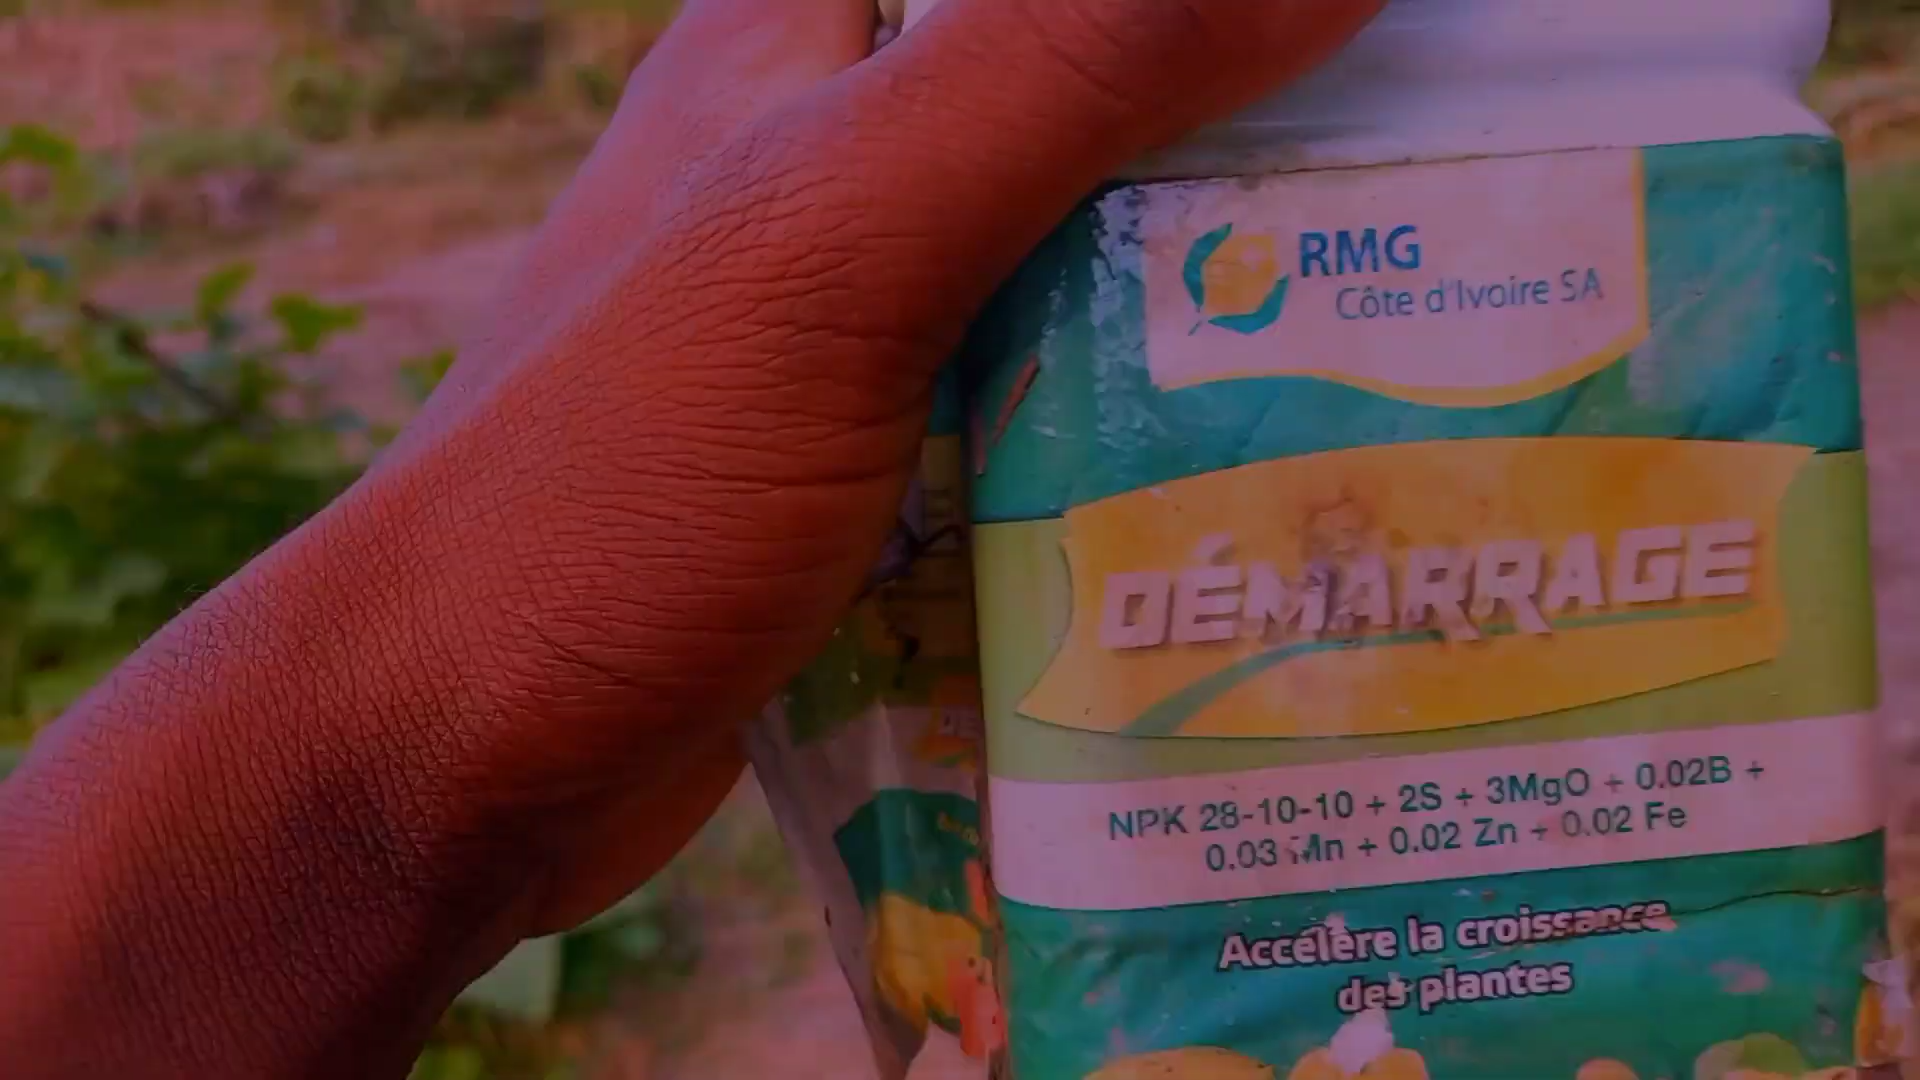 RMG
Côte d'Ivoire SA
DÉMARRAGE
NPK 28-10-10 + 2S + 3MgO + 0.02B +
0.03 Mn + 0.02 Zn + 0.02 Fe
Accélère la croissance
des plantes